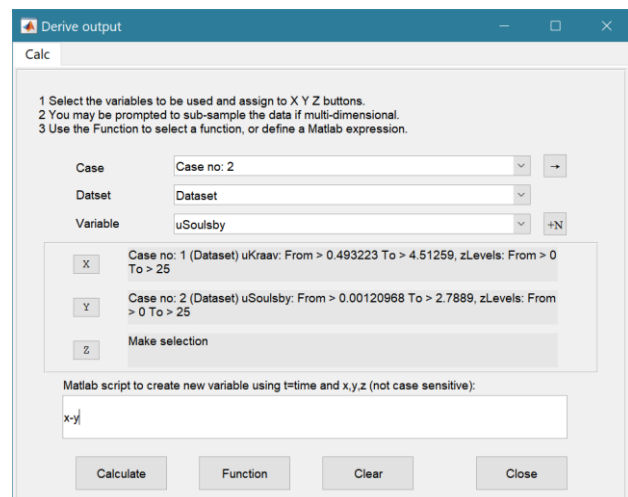 Derive output
Calc
1 Select the variables to be used and assign to X Y Z buttons.
2 You may be prompted to sub-sample the data if multi-dimensional.
3 Use the Function to select a function, or define a Matlab expression.
Case Case no: 2 →
Datset Dataset
Variable uSoulsby +N
X Case no: 1 (Dataset) uKraav: From > 0.493223 To > 4.51259, zLevels: From > 0
To > 25
Y Case no: 2 (Dataset) uSoulsby: From > 0.00120968 To > 2.7889, zLevels: From
> 0 To > 25
Z Make selection
Matlab script to create new variable using t=time and x,y,z (not case sensitive):
x-y
Calculate Function Clear Close